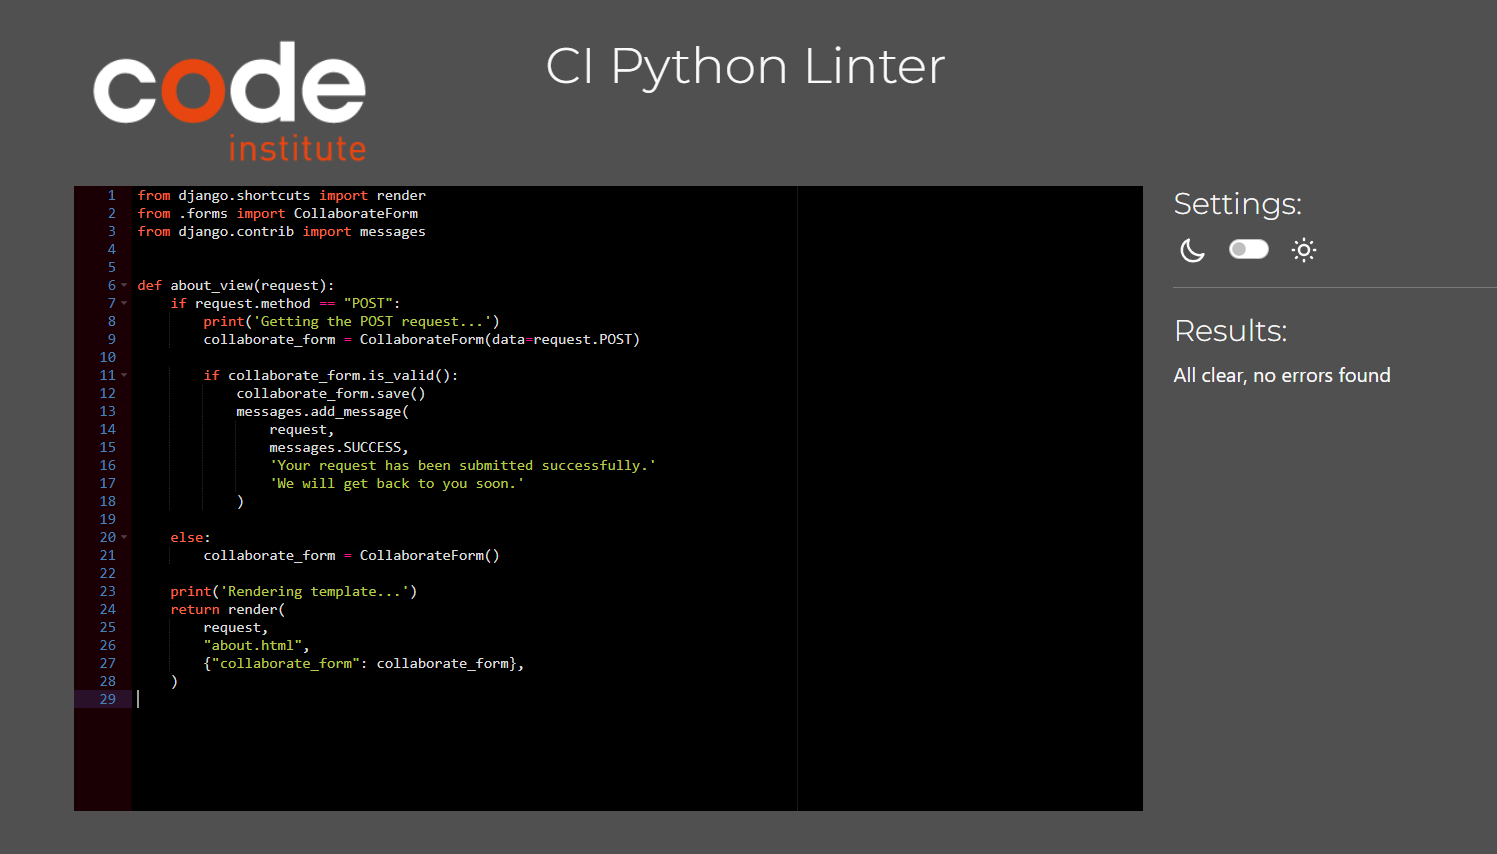 code
institute
CI Python Linter
1 from django.shortcuts import render
2 from .forms import CollaborateForm
3 from django.contrib import messages
4
5
6 def about_view(request):
7     if request.method == "POST":
8         print('Getting the POST request...')
9         collaborate_form = CollaborateForm(data=request.POST)
10
11         if collaborate_form.is_valid():
12             collaborate_form.save()
13             messages.add_message(
14                 request,
15                 messages.SUCCESS,
16                 'Your request has been submitted successfully.'
17                 'We will get back to you soon.'
18             )
19
20     else:
21         collaborate_form = CollaborateForm()
22
23     print('Rendering template...')
24     return render(
25         request,
26         "about.html",
27         {"collaborate_form": collaborate_form},
28     )
29
Settings:
Results:
All clear, no errors found